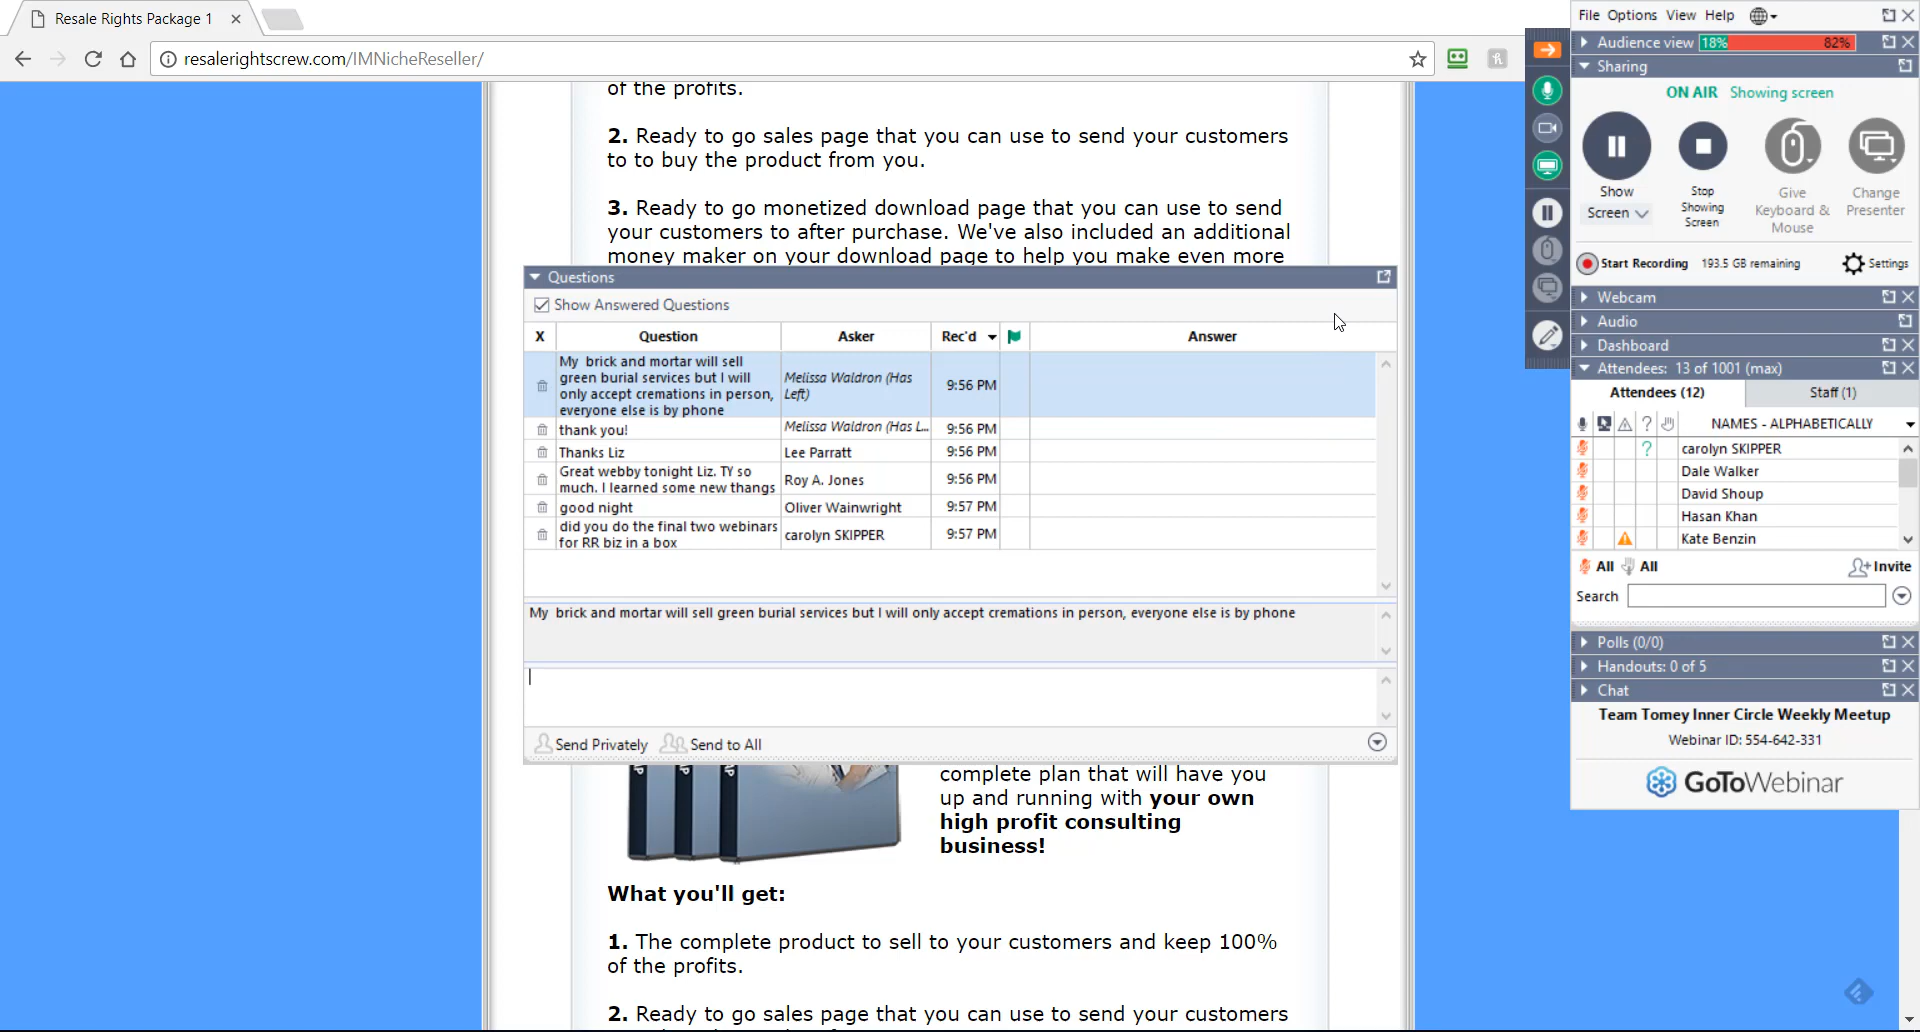 Resale Rights Package 1
resalerightscrew.com/IMNicheReseller/
of the profits.
2. Ready to go sales page that you can use to send your customers
to to buy the product from you.
3. Ready to go monetized download page that you can use to send
your customers to after purchase. We've also included an additional
money maker on your download page to help you make even more
Questions
Show Answered Questions
X Question Asker Rec'd Answer
My brick and mortar will sell
green burial services but I will
only accept cremations in person,
everyone else is by phone
Melissa Waldron (Has
Left)
9:56 PM
thank you! Melissa Waldron (Has L... 9:56 PM
Thanks Liz Lee Parratt 9:56 PM
Great webby tonight Liz. TY so
much. I learned some new thangs
Roy A. Jones 9:56 PM
good night Oliver Wainwright 9:57 PM
did you do the final two webinars
for RR biz in a box
carolyn SKIPPER 9:57 PM
My brick and mortar will sell green burial services but I will only accept cremations in person, everyone else is by phone
Send Privately Send to All
complete plan that will have you
up and running with your own
high profit consulting
business!
What you'll get:
1. The complete product to sell to your customers and keep 100%
of the profits.
2. Ready to go sales page that you can use to send your customers
File Options View Help
Audience view 18% 82%
Sharing
ON AIR Showing screen
Show
Screen
Stop
Showing
Screen
Give
Keyboard &
Mouse
Change
Presenter
Start Recording 193.5 GB remaining Settings
Webcam
Audio
Dashboard
Attendees: 13 of 1001 (max)
Attendees (12) Staff (1)
NAMES - ALPHABETICALLY
? carolyn SKIPPER
Dale Walker
David Shoup
Hasan Khan
Kate Benzin
All All Invite
Search
Polls (0/0)
Handouts: 0 of 5
Chat
Team Tomey Inner Circle Weekly Meetup
Webinar ID: 554-642-331
GoToWebinar